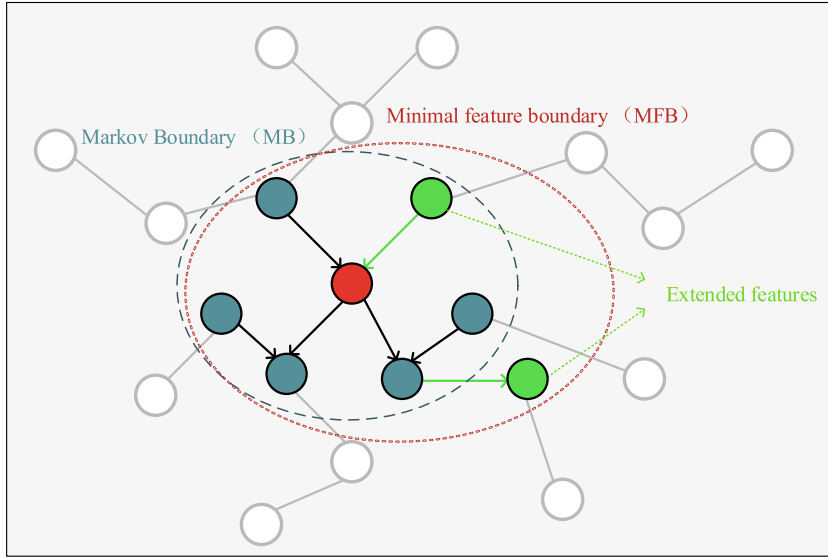 Minimal feature boundary （MFB）
Markov Boundary （MB）
Extended features